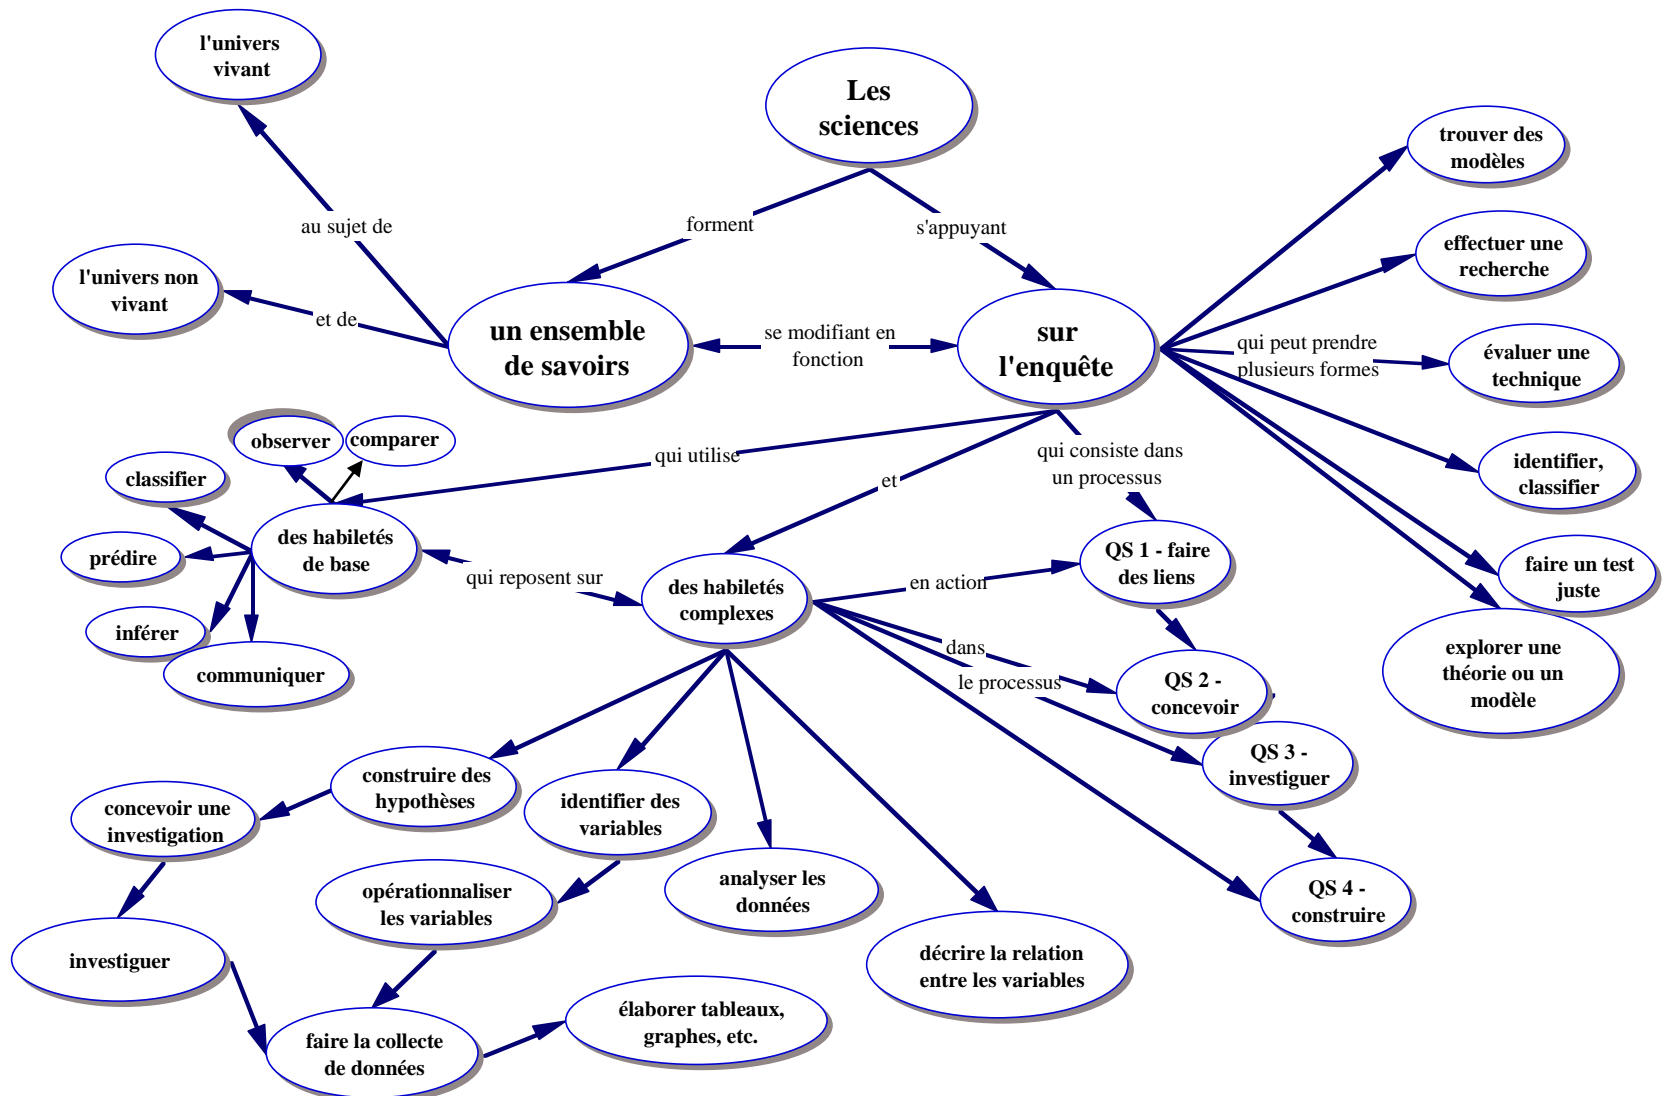 l'univers
vivant
Les
sciences
trouver des
modèles
au sujet de
forment
s'appuyant
effectuer une
recherche
l'univers non
vivant
et de
un ensemble
de savoirs
se modifiant en
fonction
sur
l'enquête
qui peut prendre
plusieurs formes
évaluer une
technique
observer
comparer
qui utilise
qui consiste dans
un processus
identifier,
classifier
classifier
et
prédire
des habiletés
de base
qui reposent sur
des habiletés
complexes
en action
QS 1 - faire
des liens
faire un test
juste
inférer
communiquer
dans
le processus
QS 2 -
concevoir
explorer une
théorie ou un
modèle
QS 3 -
investiguer
construire des
hypothèses
concevoir une
investigation
identifier des
variables
opérationnaliser
les variables
analyser les
données
QS 4 -
construire
investiguer
décrire la relation
entre les variables
faire la collecte
de données
élaborer tableaux,
graphes, etc.